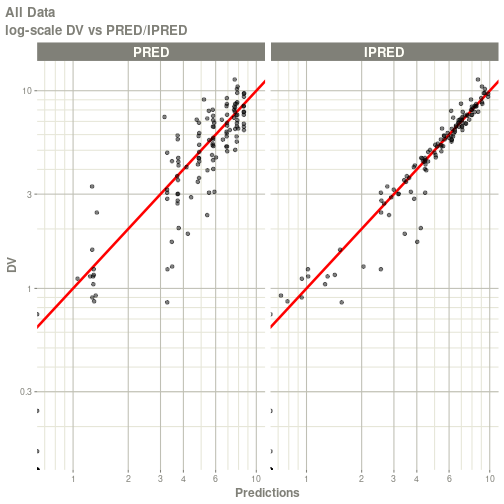 All Data
log-scale DV vs PRED/IPRED
PRED
IPRED
10
3
1
0.3
DV
1 2 3 4 6 10
1 2 3 4 6 10
Predictions